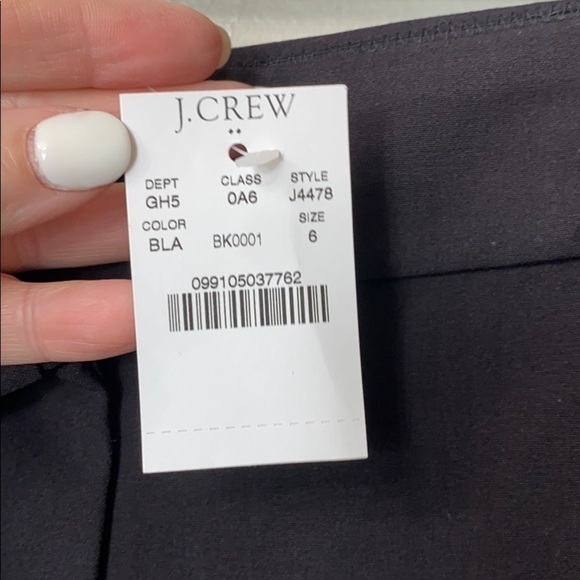 J.CREW
DEPT CLASS STYLE
GH5 0A6 J4478
COLOR SIZE
BLA BK0001 6
099105037762